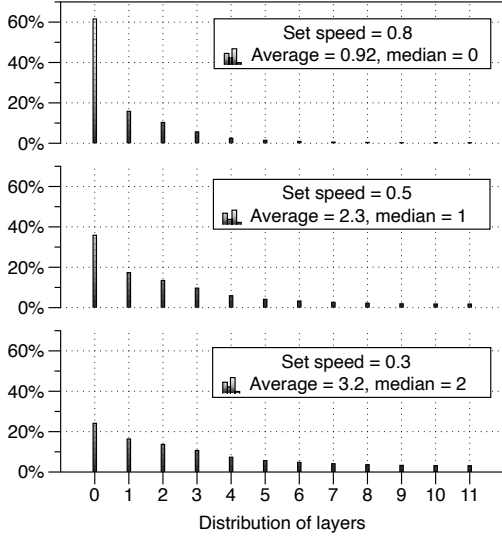 60%
40%
20%
0%
Set speed = 0.8
Average = 0.92, median = 0
60%
40%
20%
0%
Set speed = 0.5
Average = 2.3, median = 1
60%
40%
20%
0%
Set speed = 0.3
Average = 3.2, median = 2
0 1 2 3 4 5 6 7 8 9 10 11
Distribution of layers